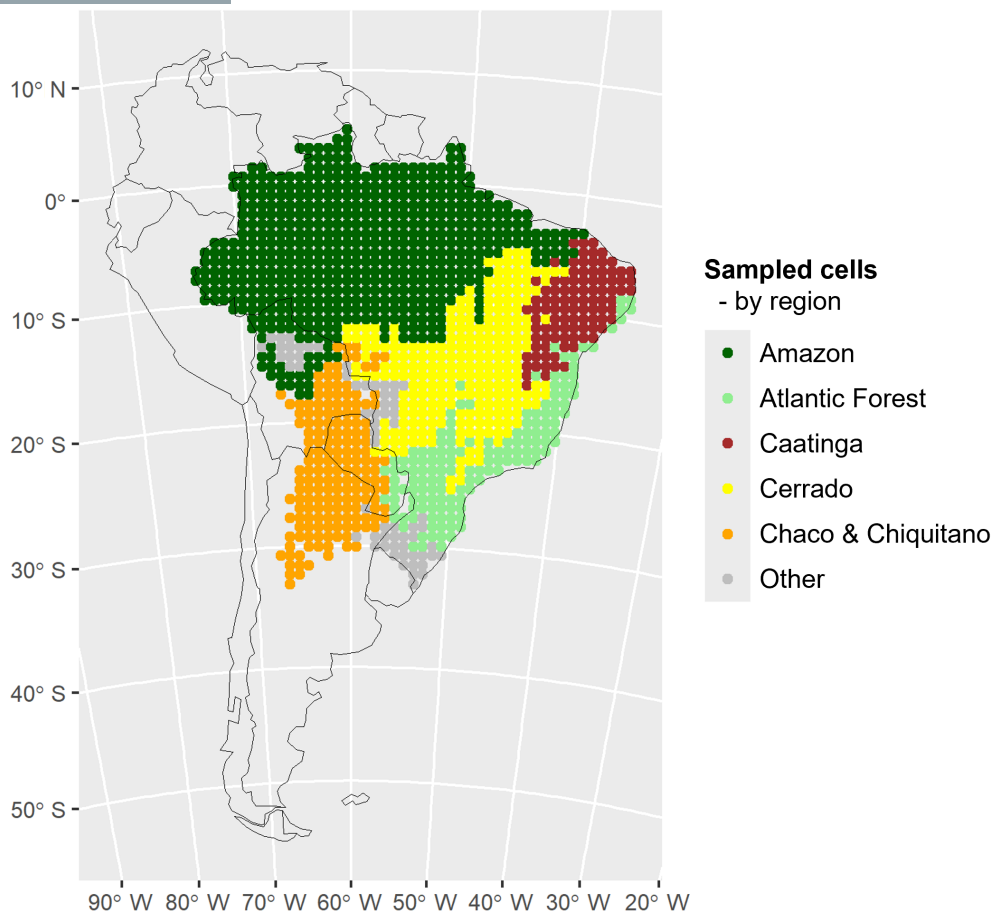 10° N
0°
10° S
20° S
30° S
40° S
50° S
90° W 80° W 70° W 60° W 50° W 40° W 30° W 20° W
Sampled cells
- by region
Amazon
Atlantic Forest
Caatinga
Cerrado
Chaco & Chiquitano
Other